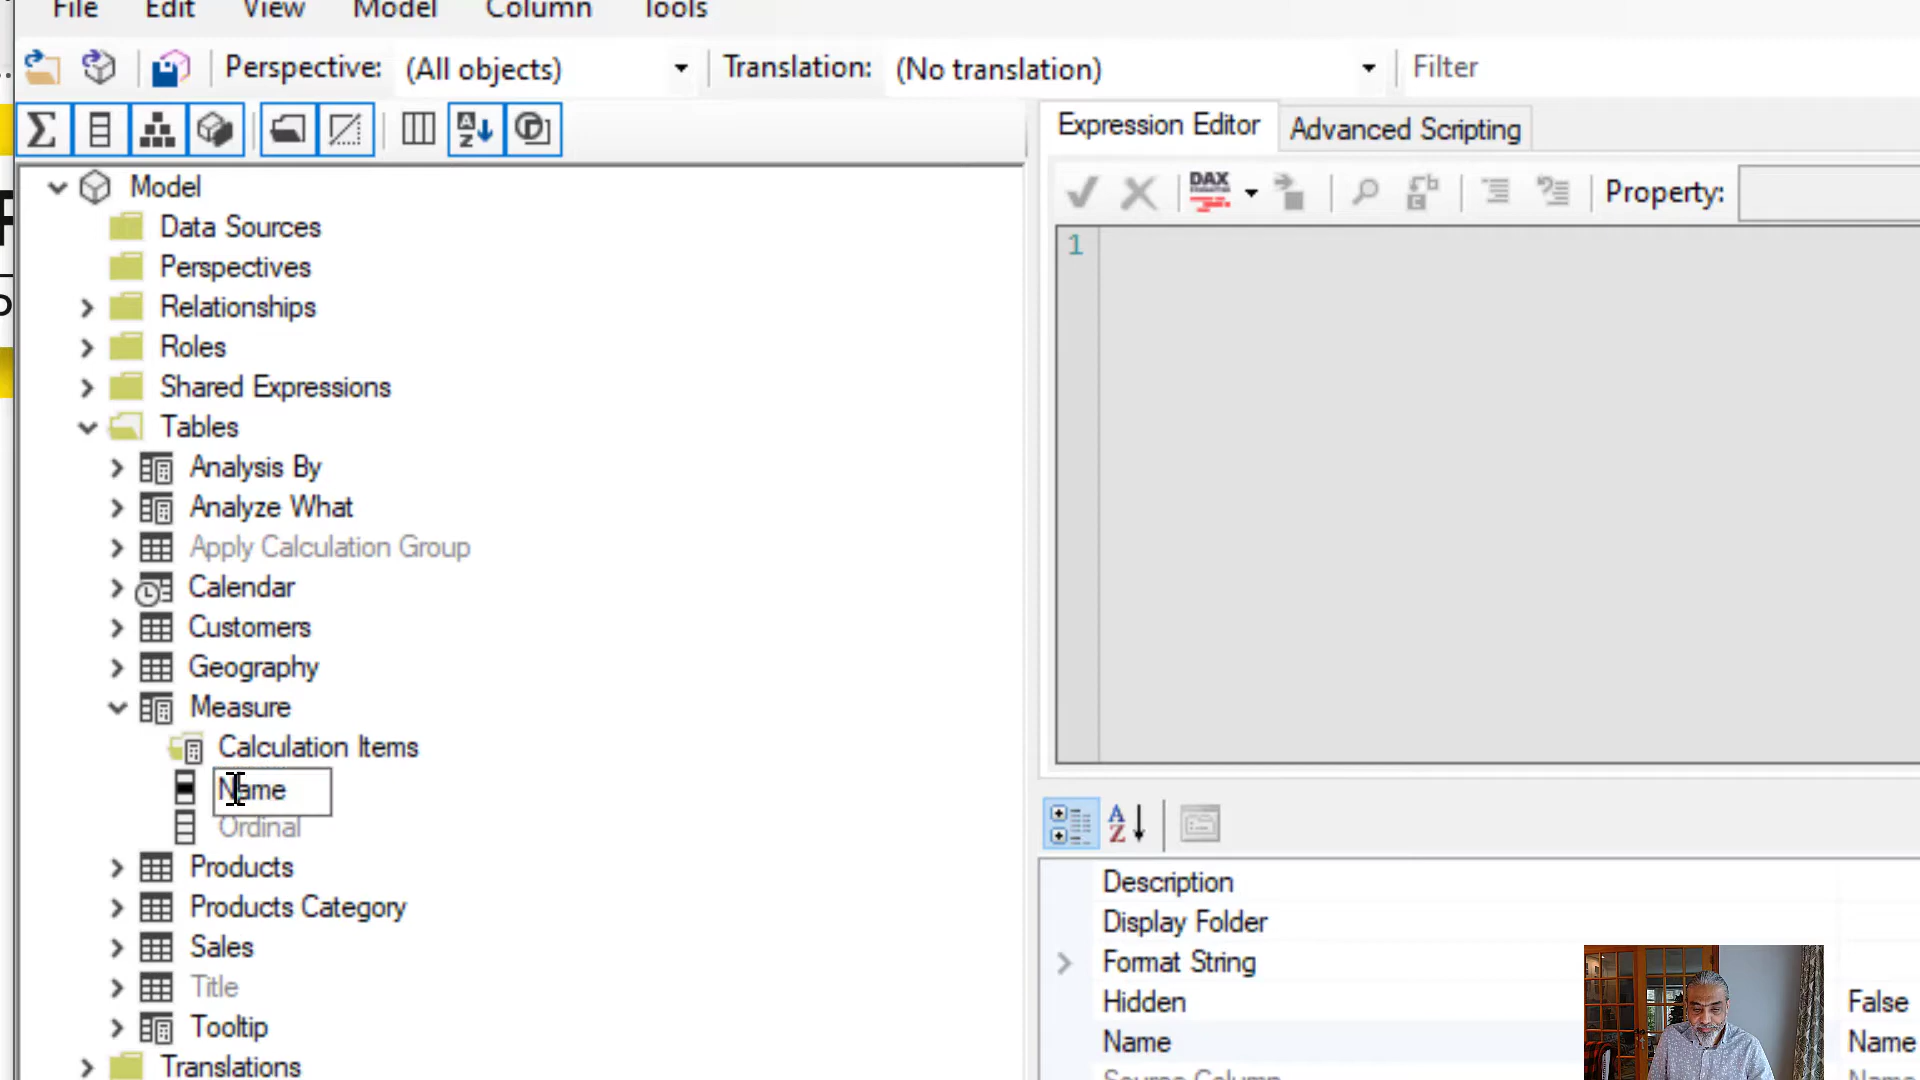 File Edit View Model Column Tools
Perspective: (All objects) Translation: (No translation) Filter
Expression Editor Advanced Scripting
DAX Property:
1
Model
Data Sources
Perspectives
Relationships
Roles
Shared Expressions
Tables
Analysis By
Analyze What
Apply Calculation Group
Calendar
Customers
Geography
Measure
Calculation Items
Name
Ordinal
Products
Products Category
Sales
Title
Tooltip
Translations
Description
Display Folder
Format String
Hidden False
Name Name
Source Column